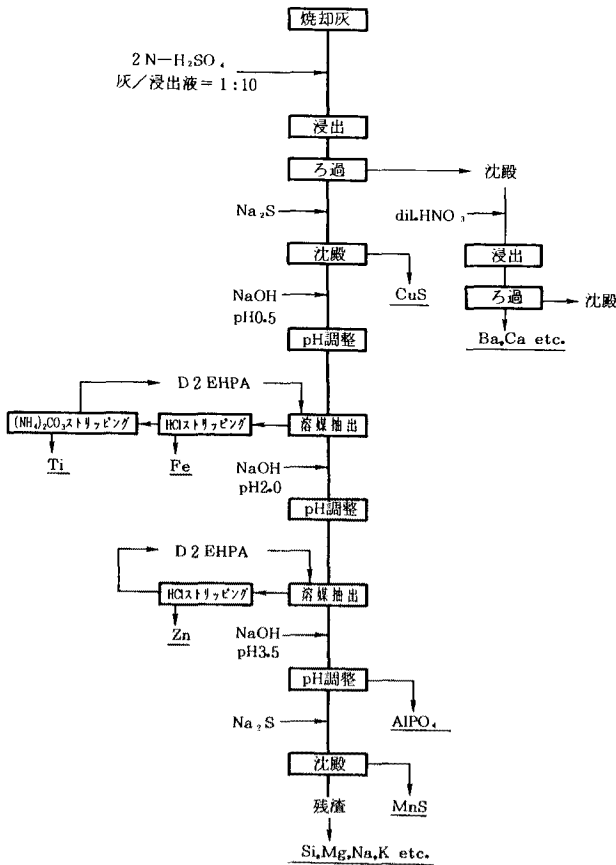 焼却灰
2N−H₂SO₄
灰/浸出液=1:10
浸出
ろ過
沈殿
Na₂S
dil.HNO₃
沈殿
浸出
NaOH
CuS
ろ過
沈殿
pH0.5
pH調整
Ba,Ca etc.
D2EHPA
(NH₄)₂CO₃ストリッピング
HClストリッピング
溶媒抽出
Ti
Fe
NaOH
pH2.0
pH調整
D2EHPA
HClストリッピング
溶媒抽出
Zn
NaOH
pH3.5
pH調整
Na₂S
AlPO₄
沈殿
残渣
MnS
Si,Mg,Na,K etc.